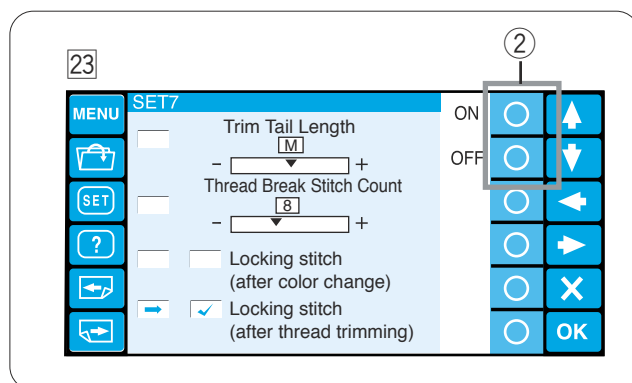 ②
23
MENU
SET7
ON
Trim Tail Length
M
- +
OFF
Thread Break Stitch Count
SET
8
- +
?
Locking stitch
(after color change)
Locking stitch
(after thread trimming)
X
OK